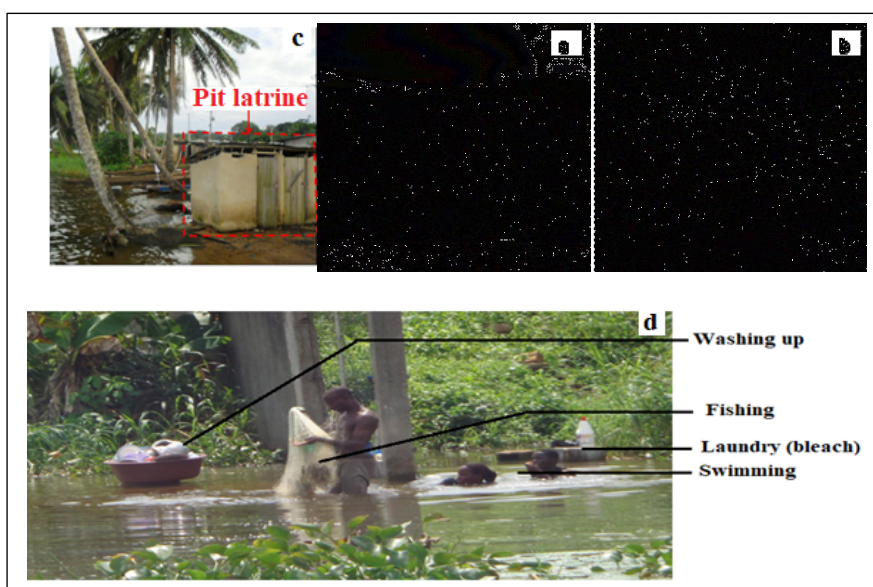 c
a
b
Pit latrine
d
Washing up
Fishing
Laundry (bleach)
Swimming